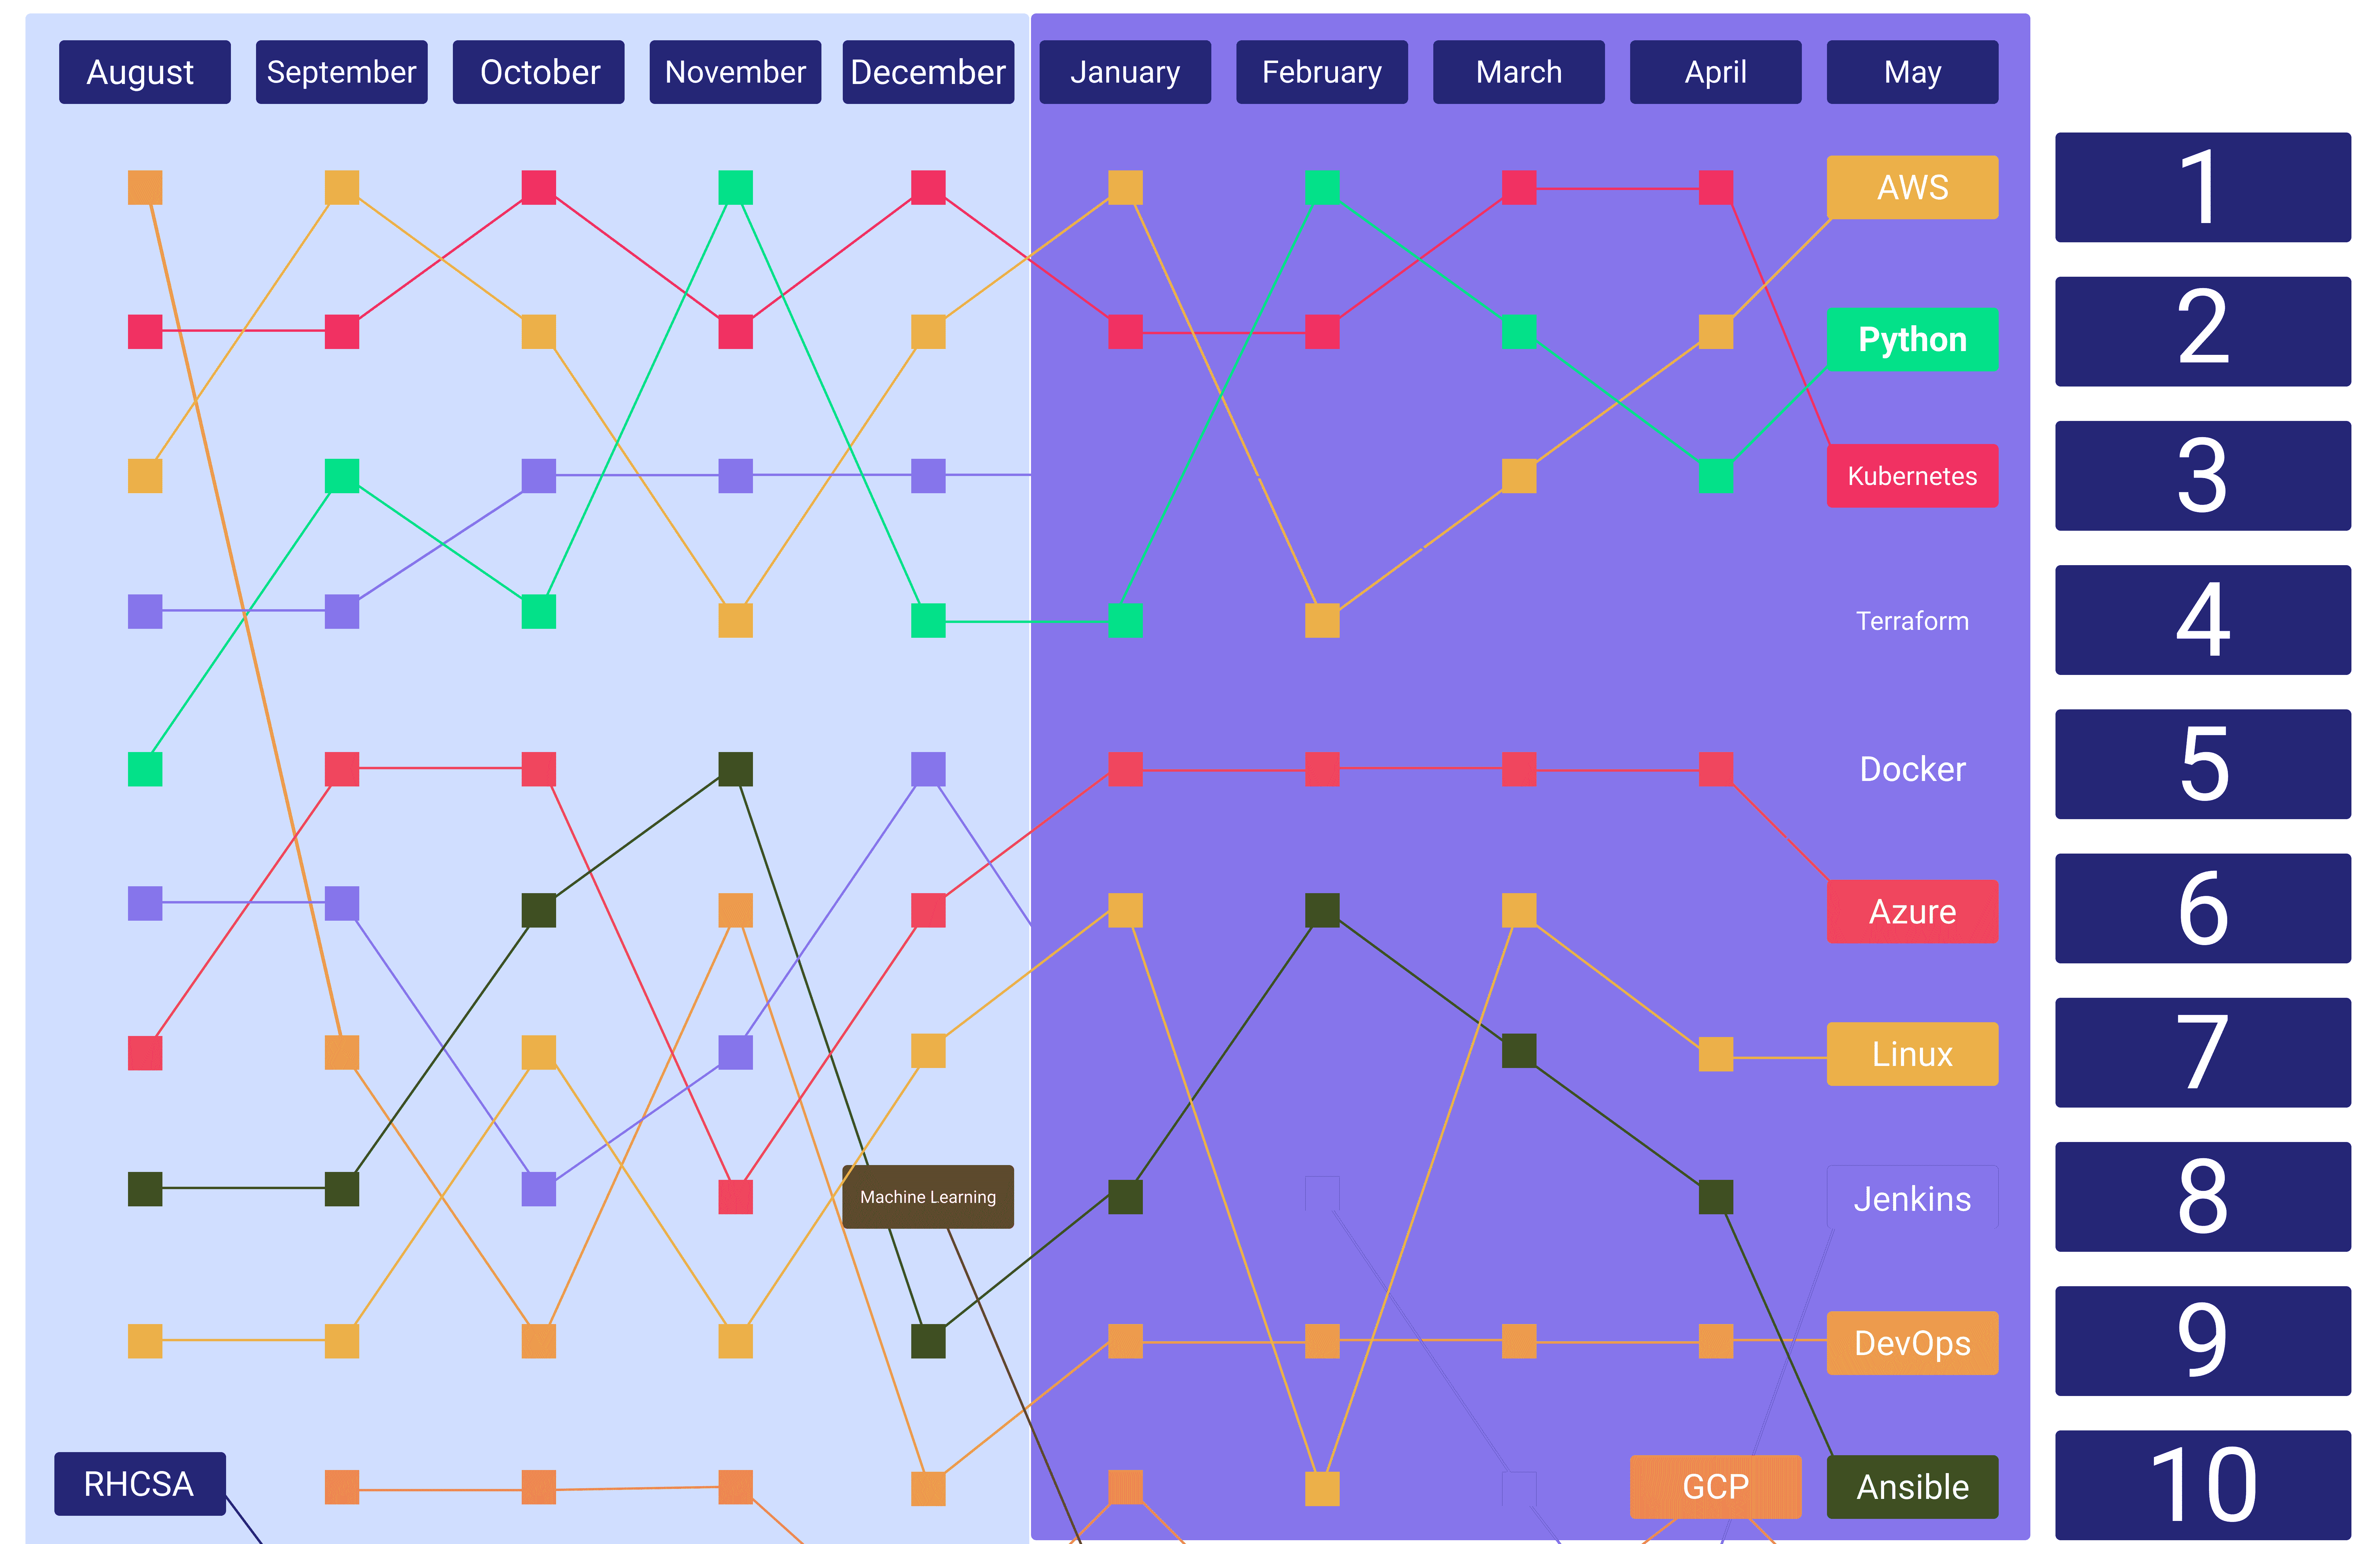 August
September
October
November
December
January
February
March
April
May
AWS
1
Python
2
Kubernetes
3
Terraform
4
Docker
5
Azure
6
Linux
7
Machine Learning
Jenkins
8
DevOps
9
RHCSA
GCP
Ansible
10